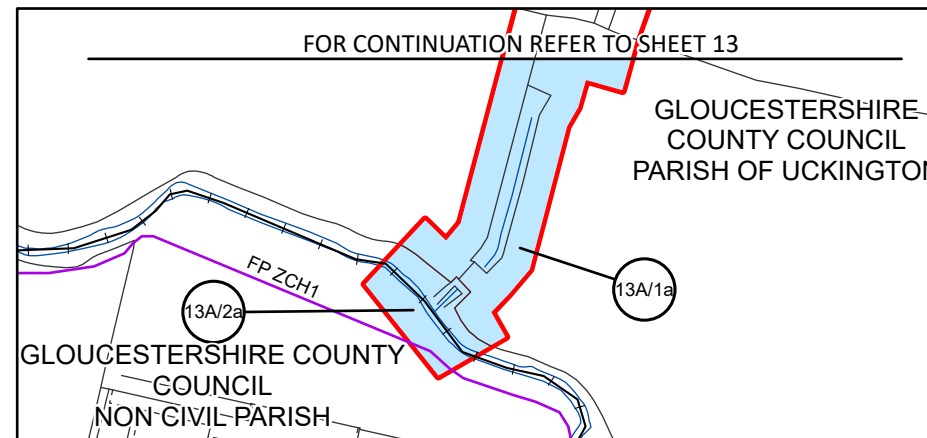 FOR CONTINUATION REFER TO SHEET 13
GLOUCESTERSHIRE
COUNTY COUNCIL
PARISH OF UCKINGTON
FP ZCH1
13A/1a
13A/2a
GLOUCESTERSHIRE COUNTY
COUNCIL
NON CIVIL PARISH